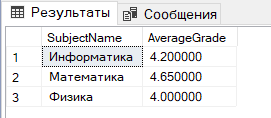 Результаты Сообщения
SubjectName AverageGrade
1 Информатика 4.200000
2 Математика 4.650000
3 Физика 4.000000